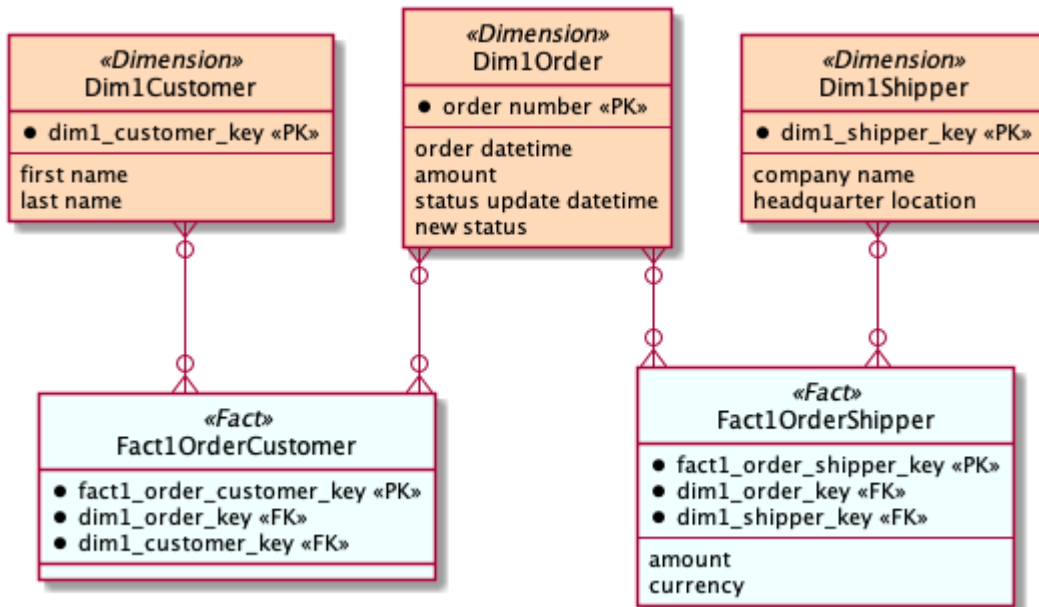 «Dimension»
Dim1Customer
● dim1_customer_key «PK»
first name
last name
«Dimension»
Dim1Order
● order number «PK»
order datetime
amount
status update datetime
new status
«Dimension»
Dim1Shipper
● dim1_shipper_key «PK»
company name
headquarter location
«Fact»
Fact1OrderCustomer
● fact1_order_customer_key «PK»
● dim1_order_key «FK»
● dim1_customer_key «FK»
«Fact»
Fact1OrderShipper
● fact1_order_shipper_key «PK»
● dim1_order_key «FK»
● dim1_shipper_key «FK»
amount
currency